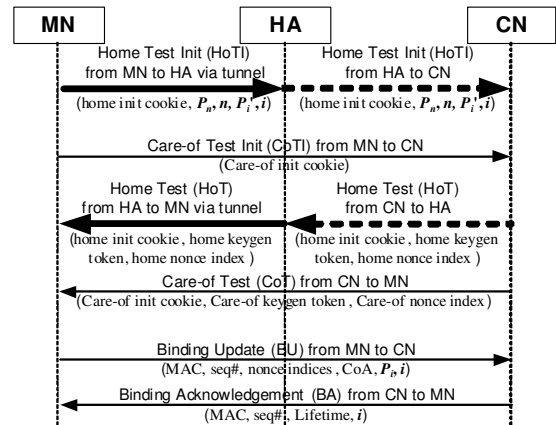 MN HA CN
Home Test Init (HoTI) Home Test Init (HoTI)
from MN to HA via tunnel from HA to CN
(home init cookie, Pn, n, Pi', i) (home init cookie, Pn, n, Pi', i)
Care-of Test Init (CoTI) from MN to CN
(Care-of init cookie)
Home Test (HoT) Home Test (HoT)
from HA to MN via tunnel from CN to HA
(home init cookie, home keygen (home init cookie, home keygen
token, home nonce index ) token, home nonce index )
Care-of Test (CoT) from CN to MN
(Care-of init cookie, Care-of keygen token , Care-of nonce index)
Binding Update (BU) from MN to CN
(MAC, seq#, nonce indices , CoA, Pi, i)
Binding Acknowledgement (BA) from CN to MN
(MAC, seq#, Lifetime, i)